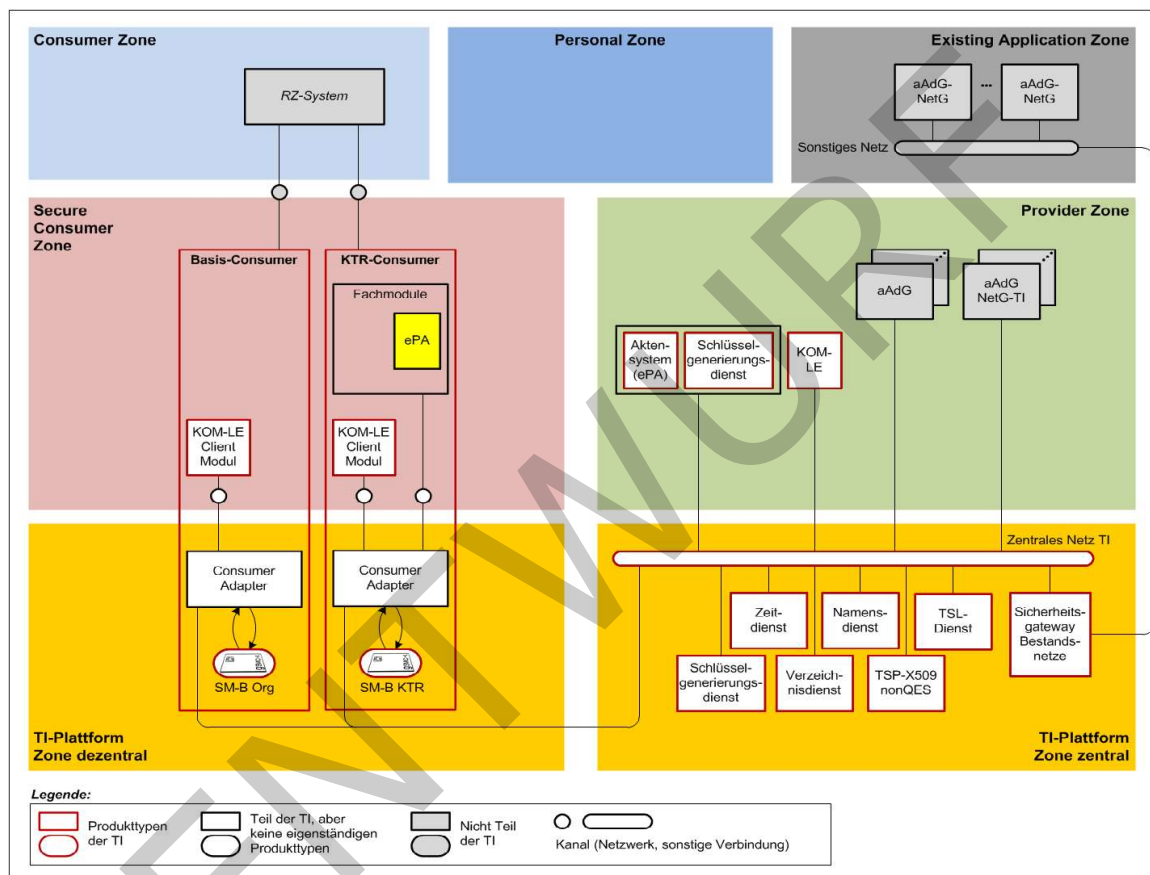 Consumer Zone
Personal Zone
Existing Application Zone
RZ-System
aAdG-
NetG
...
aAdG-
NetG
Sonstiges Netz
Secure
Consumer
Zone
Provider Zone
Basis-Consumer
KTR-Consumer
Fachmodule
ePA
aAdG
aAdG
NetG-TI
Akten-
system
(ePA)
Schlüssel-
generierungs-
dienst
KOM-
LE
KOM-LE
Client
Modul
KOM-LE
Client
Modul
Zentrales Netz TI
Consumer
Adapter
Consumer
Adapter
SM-B Org
SM-B KTR
Zeit-
dienst
Namens-
dienst
TSL-
Dienst
Sicherheits-
gateway
Bestands-
netze
Schlüssel-
generierungs-
dienst
Verzeich-
nisdienst
TSP-X509
nonQES
TI-Plattform
Zone dezentral
TI-Plattform
Zone zentral
Legende:
Produkttypen
der TI
Teil der TI, aber
keine eigenständigen
Produkttypen
Nicht Teil
der TI
Kanal (Netzwerk, sonstige Verbindung)
ENTWURF